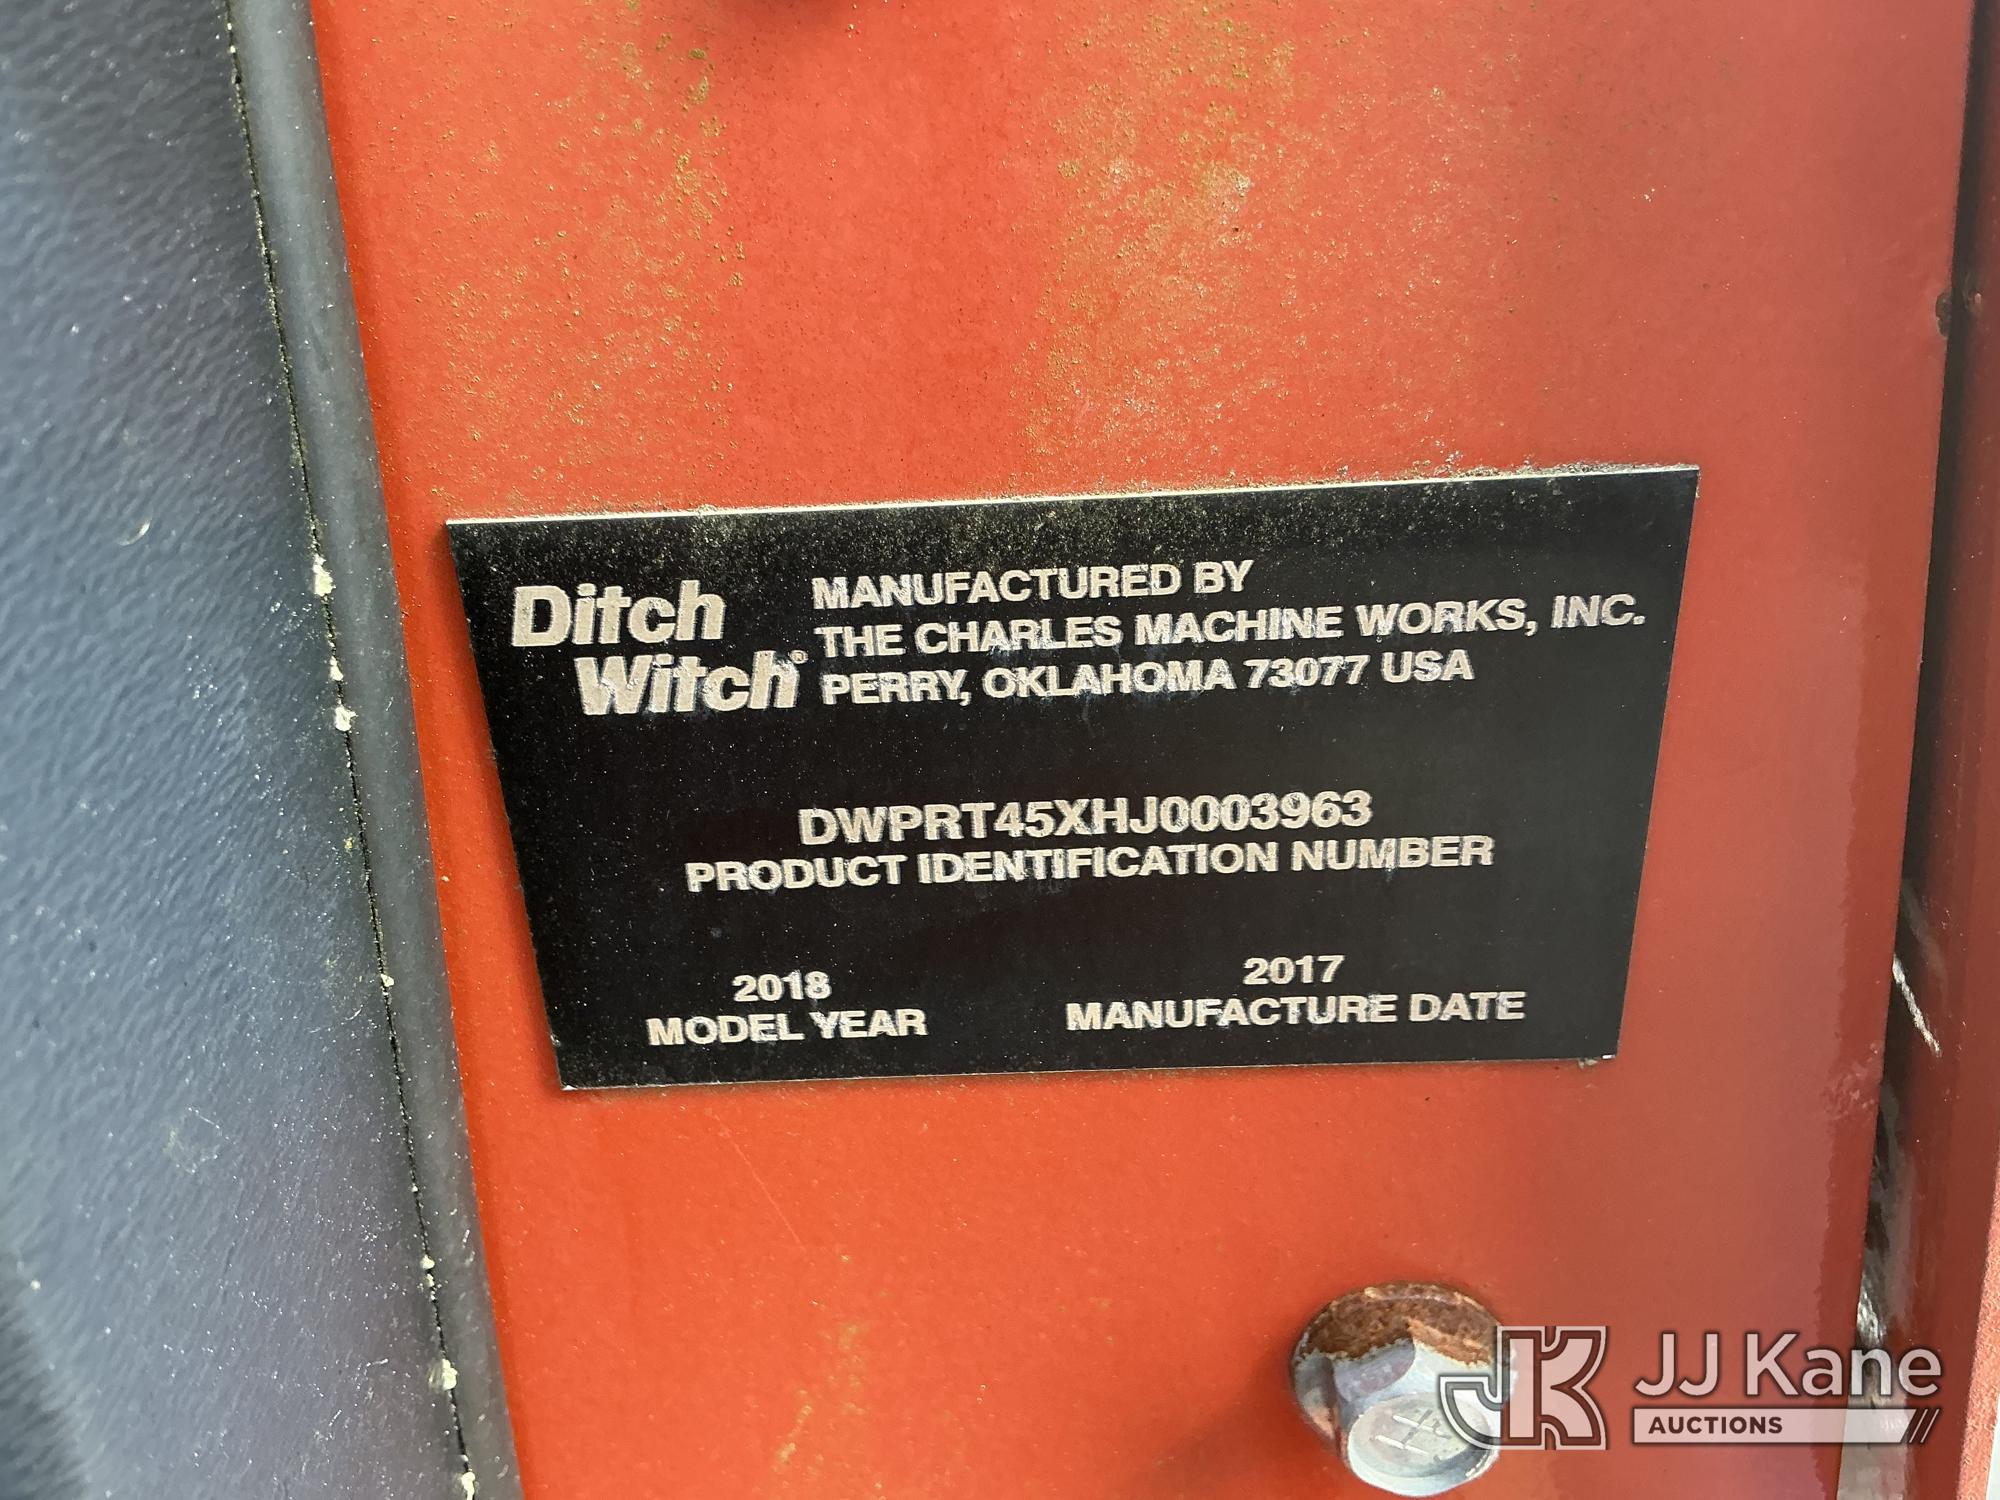 Ditch
Witch®
MANUFACTURED BY
THE CHARLES MACHINE WORKS, INC.
PERRY, OKLAHOMA 73077 USA
DWPRT45XHJ0003963
PRODUCT IDENTIFICATION NUMBER
2018
MODEL YEAR
2017
MANUFACTURE DATE
JK
JJ Kane
AUCTIONS